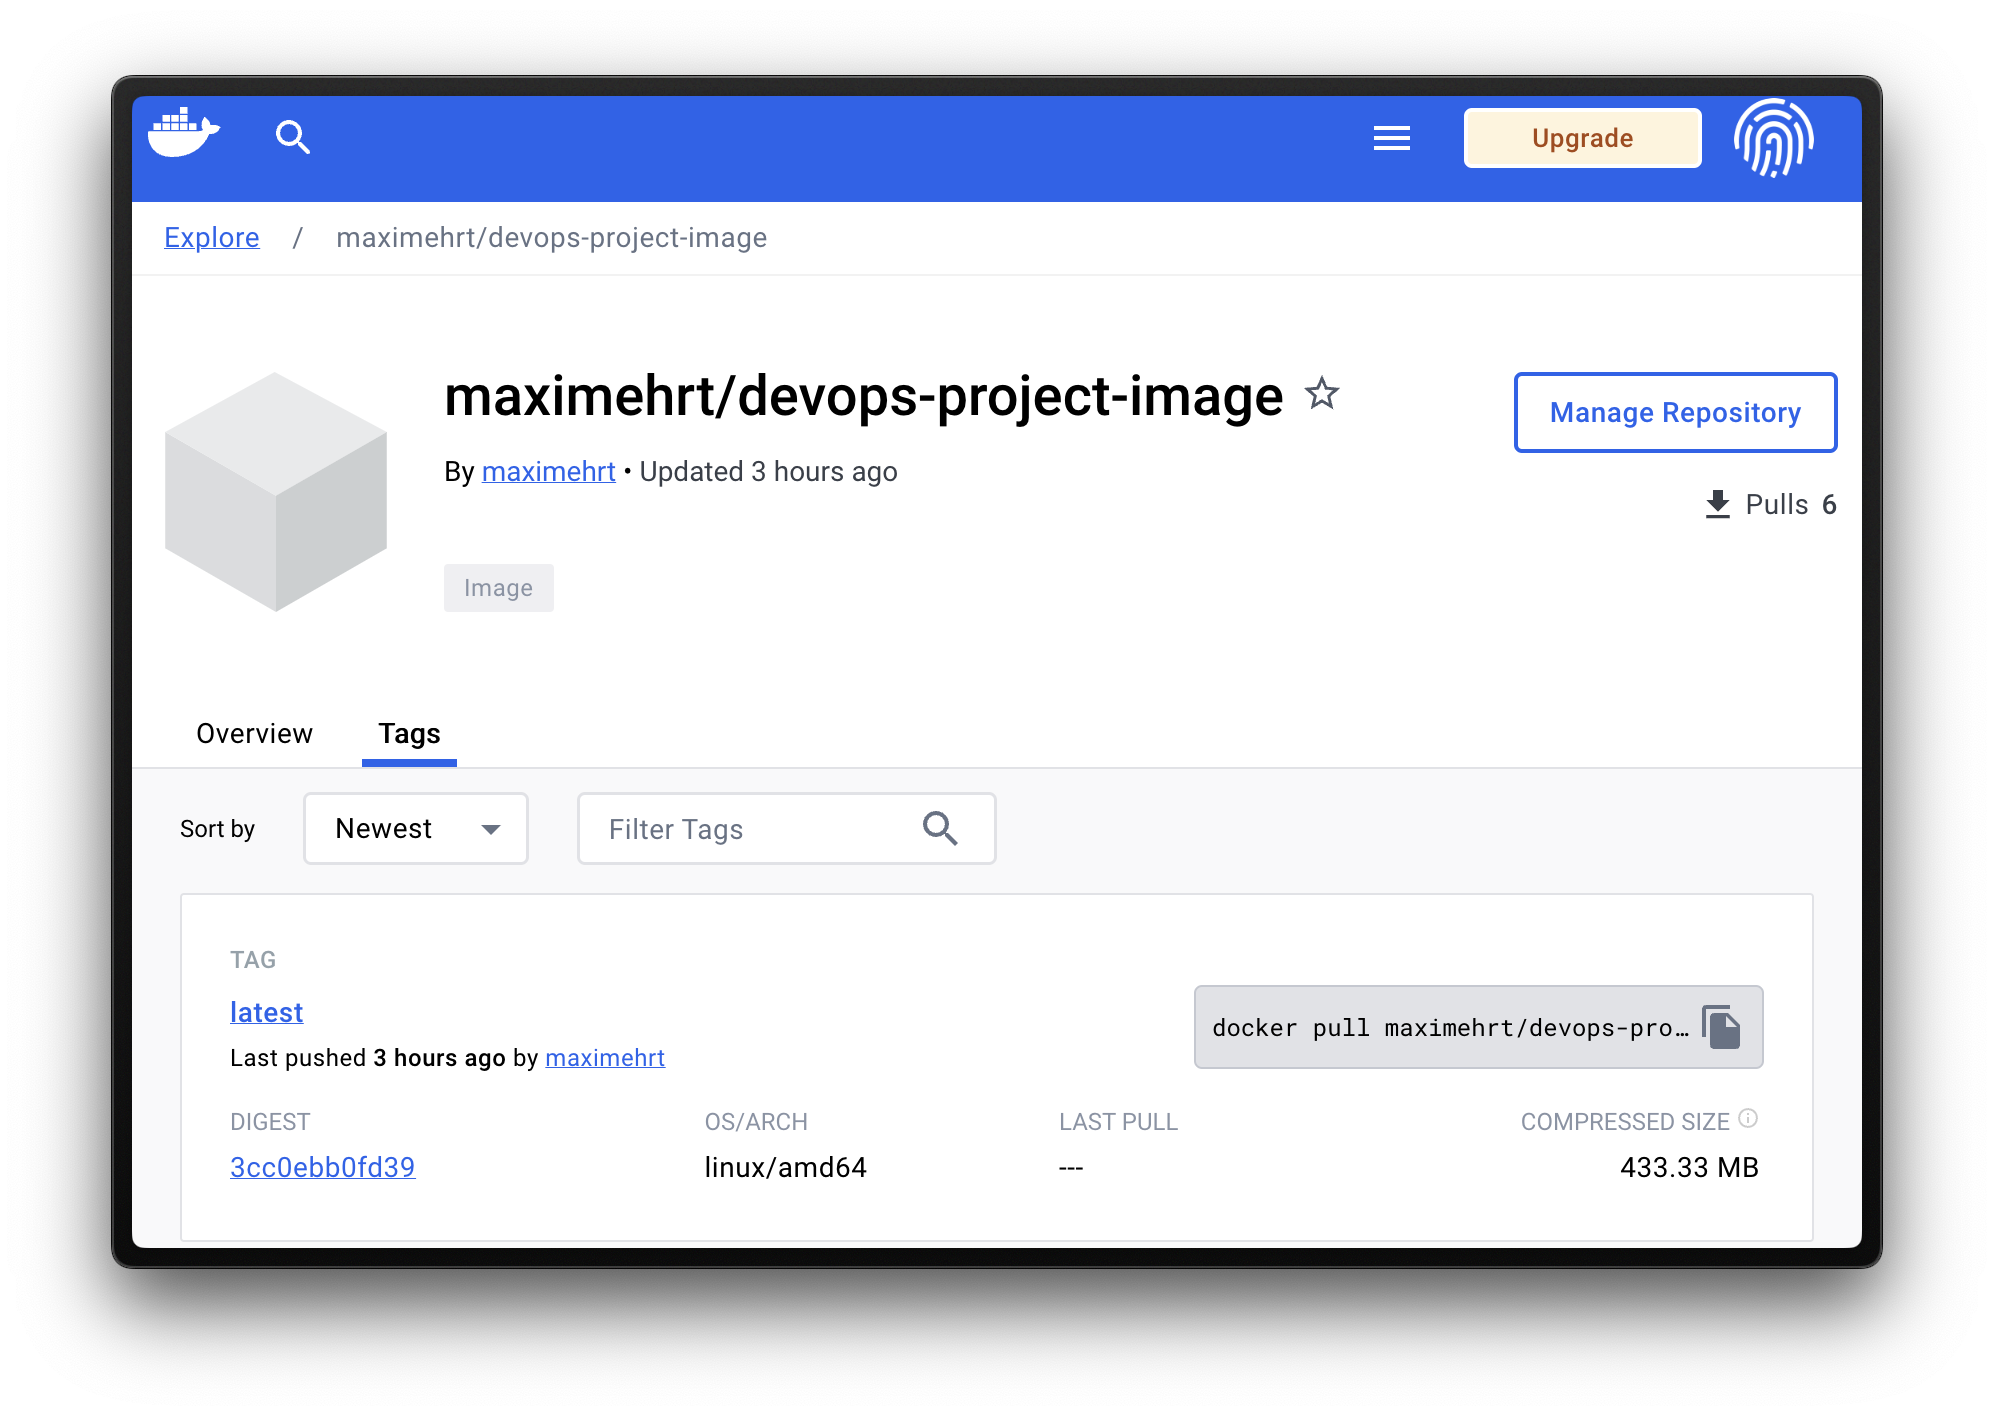 Upgrade
Explore / maximehrt/devops-project-image
maximehrt/devops-project-image
Manage Repository
By maximehrt • Updated 3 hours ago
Pulls 6
Image
Overview Tags
Sort by Newest Filter Tags
TAG
latest
docker pull maximehrt/devops-pro…
Last pushed 3 hours ago by maximehrt
DIGEST OS/ARCH LAST PULL COMPRESSED SIZE
3cc0ebb0fd39 linux/amd64 --- 433.33 MB